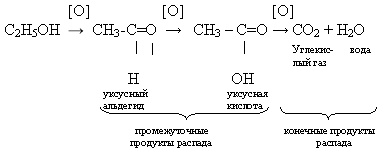 [O] [O] [O]
C₂H₅OH → CH₃-C=O → CH₃ – C=O → CO₂ + H₂O
Углекис- вода
лый газ
H OH
уксусный уксусная
альдегид кислота
промежуточные конечные продукты
продукты распада распада